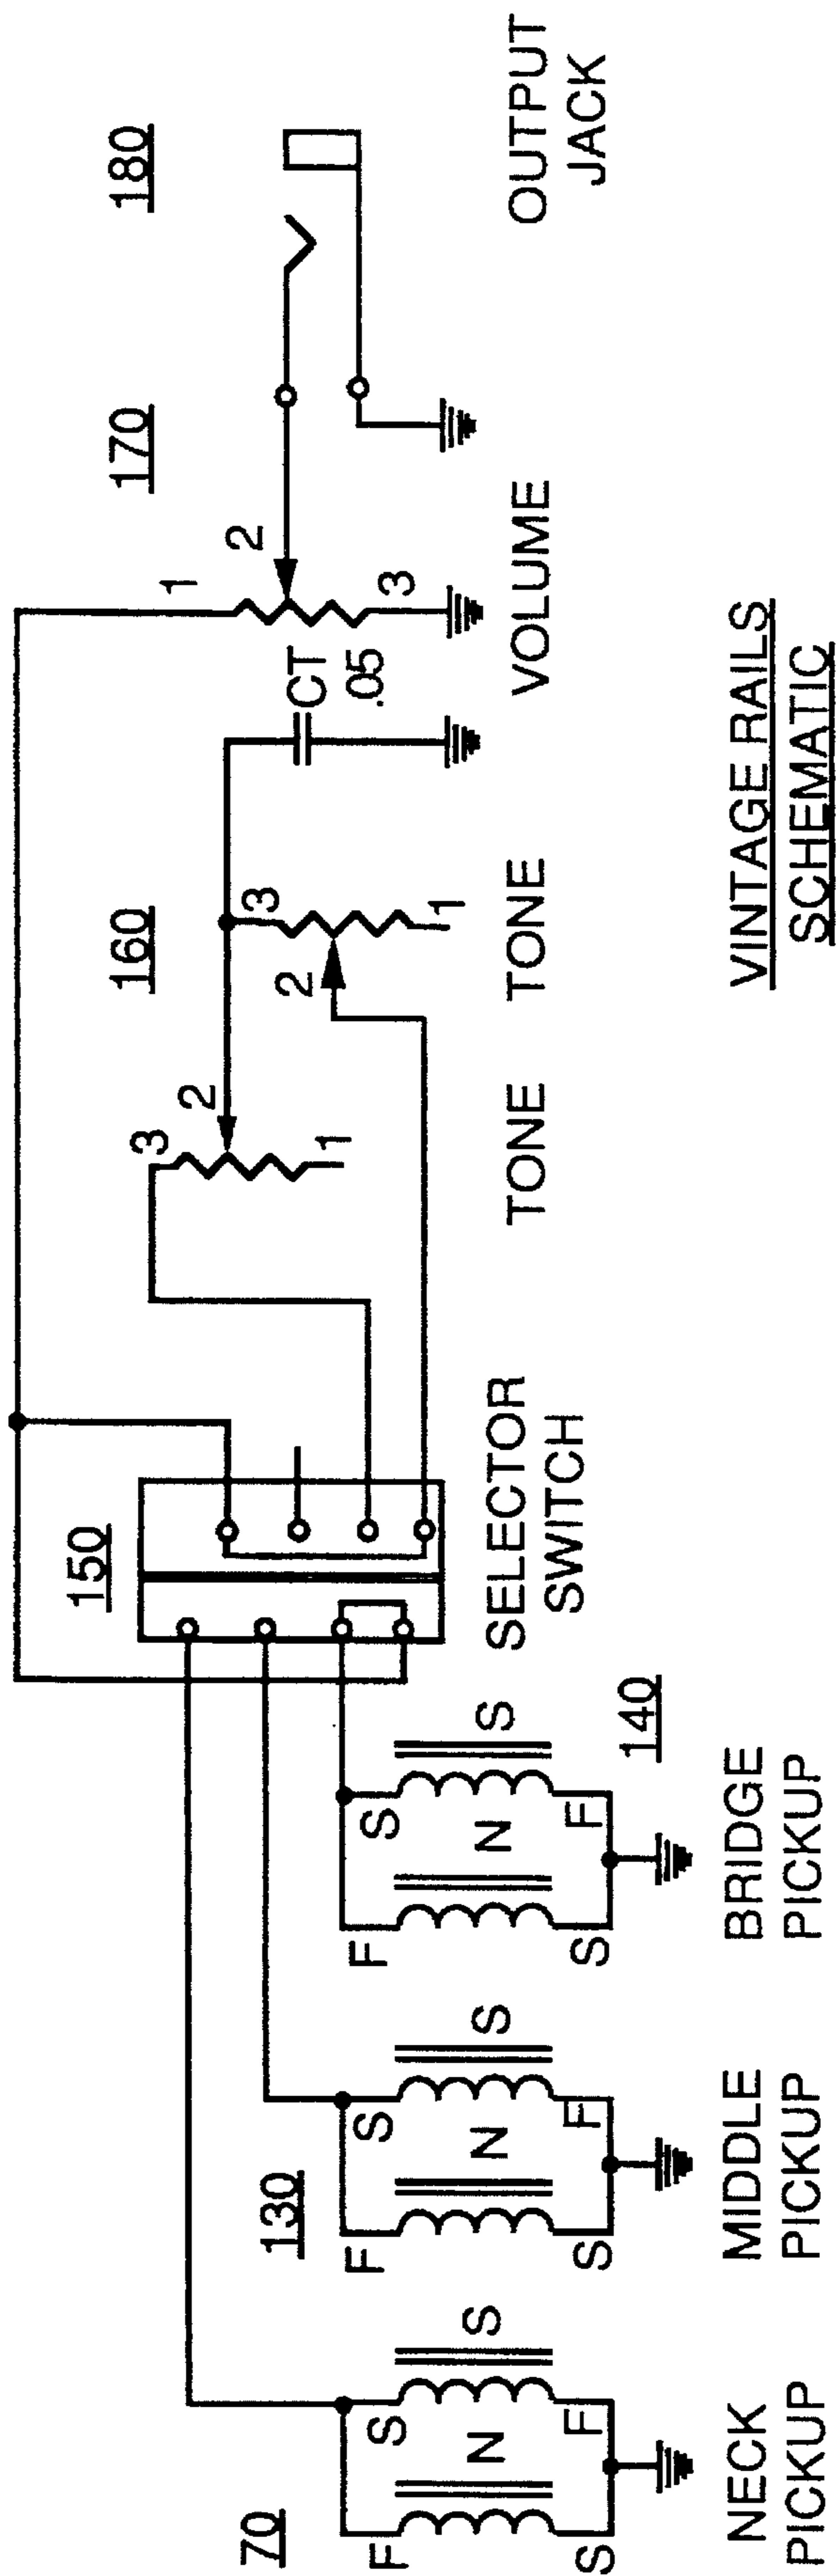 180
170
160
150
1
2
3
CT
.05
3
2
1
3
2
1
OUTPUT
JACK
VOLUME
TONE
TONE
SELECTOR
SWITCH
70
F
S
N
S
F
S
130
F
S
N
S
F
S
F
S
N
S
F
S
140
NECK
PICKUP
MIDDLE
PICKUP
BRIDGE
PICKUP
VINTAGE RAILS
SCHEMATIC